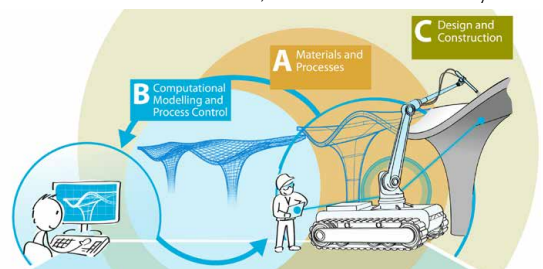 A Materials and
Processes
B Computational
Modelling and
Process Control
C Design and
Construction